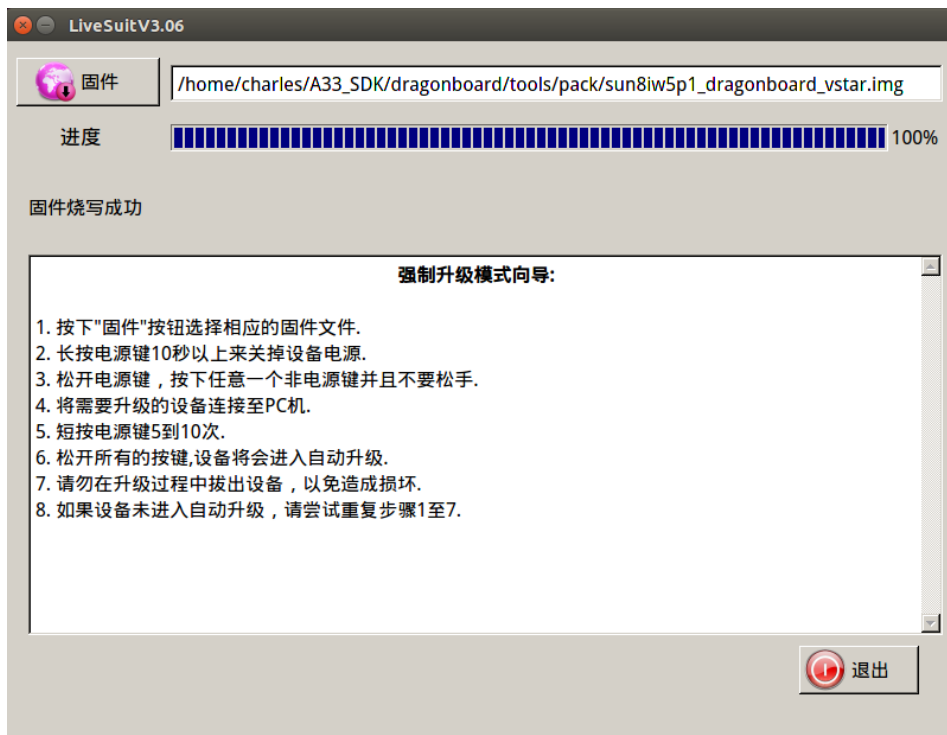 LiveSuitV3.06
固件 /home/charles/A33_SDK/dragonboard/tools/pack/sun8iw5p1_dragonboard_vstar.img
进度 100%
固件烧写成功
强制升级模式向导:
1. 按下"固件"按钮选择相应的固件文件.
2. 长按电源键10秒以上来关掉设备电源.
3. 松开电源键，按下任意一个非电源键并且不要松手.
4. 将需要升级的设备连接至PC机.
5. 短按电源键5到10次.
6. 松开所有的按键,设备将会进入自动升级.
7. 请勿在升级过程中拔出设备，以免造成损坏.
8. 如果设备未进入自动升级，请尝试重复步骤1至7.
退出